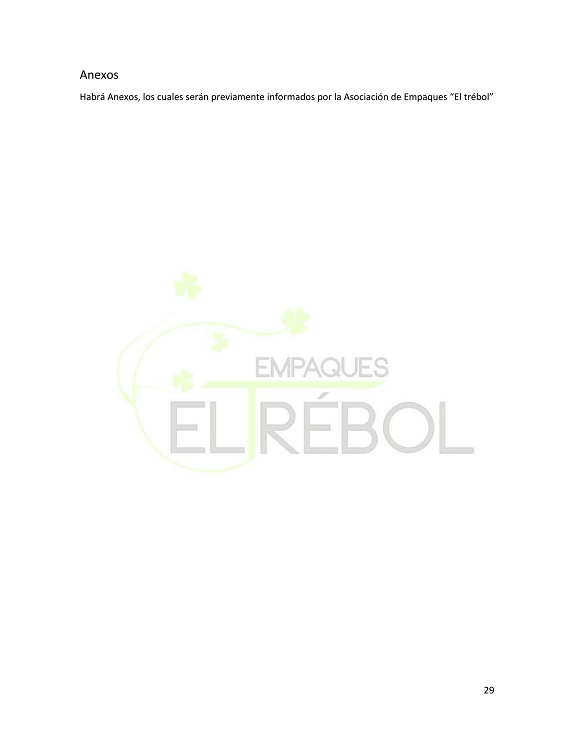 Anexos
Habrá Anexos, los cuales serán previamente informados por la Asociación de Empaques “El trébol”
EMPAQUES
EL TRÉBOL
29